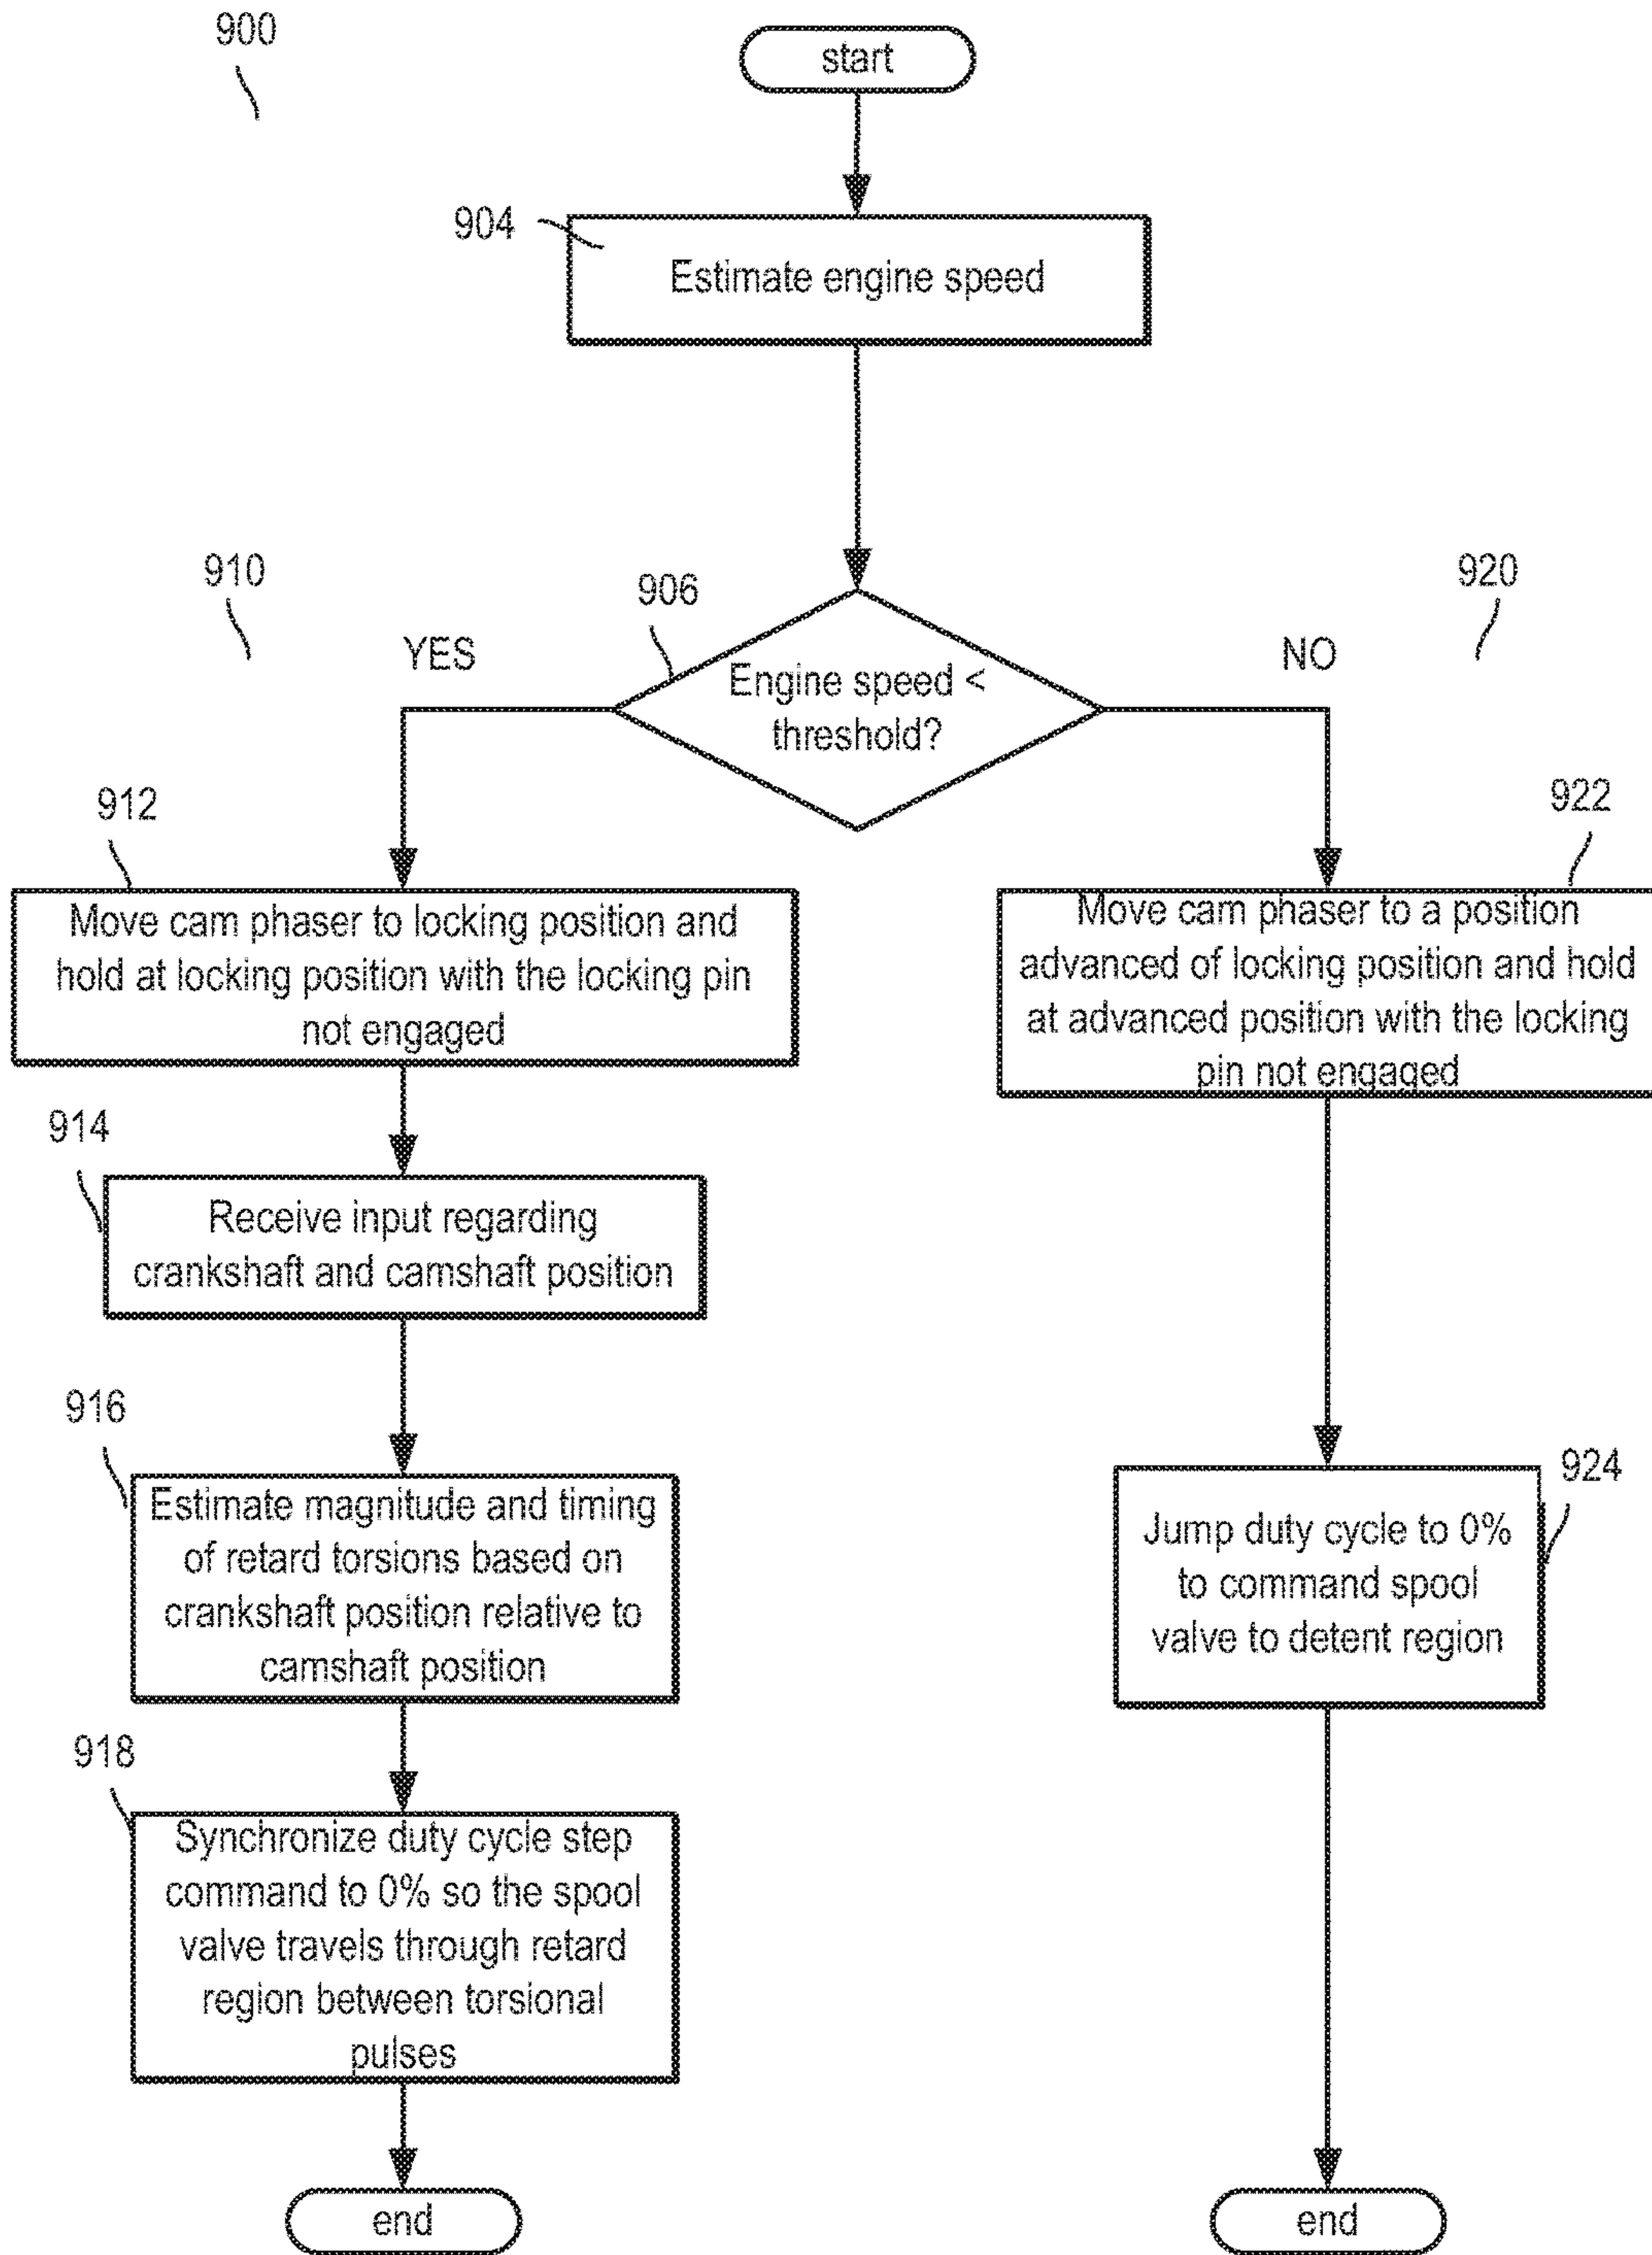 900
start
904
Estimate engine speed
910
906
920
YES
NO
Engine speed <
threshold?
912
922
Move cam phaser to locking position and
hold at locking position with the locking pin
not engaged
Move cam phaser to a position
advanced of locking position and hold
at advanced position with the locking
pin not engaged
914
Receive input regarding
crankshaft and camshaft position
916
Estimate magnitude and timing
of retard torsions based on
crankshaft position relative to
camshaft position
924
Jump duty cycle to 0%
to command spool
valve to detent region
918
Synchronize duty cycle step
command to 0% so the spool
valve travels through retard
region between torsional
pulses
end
end